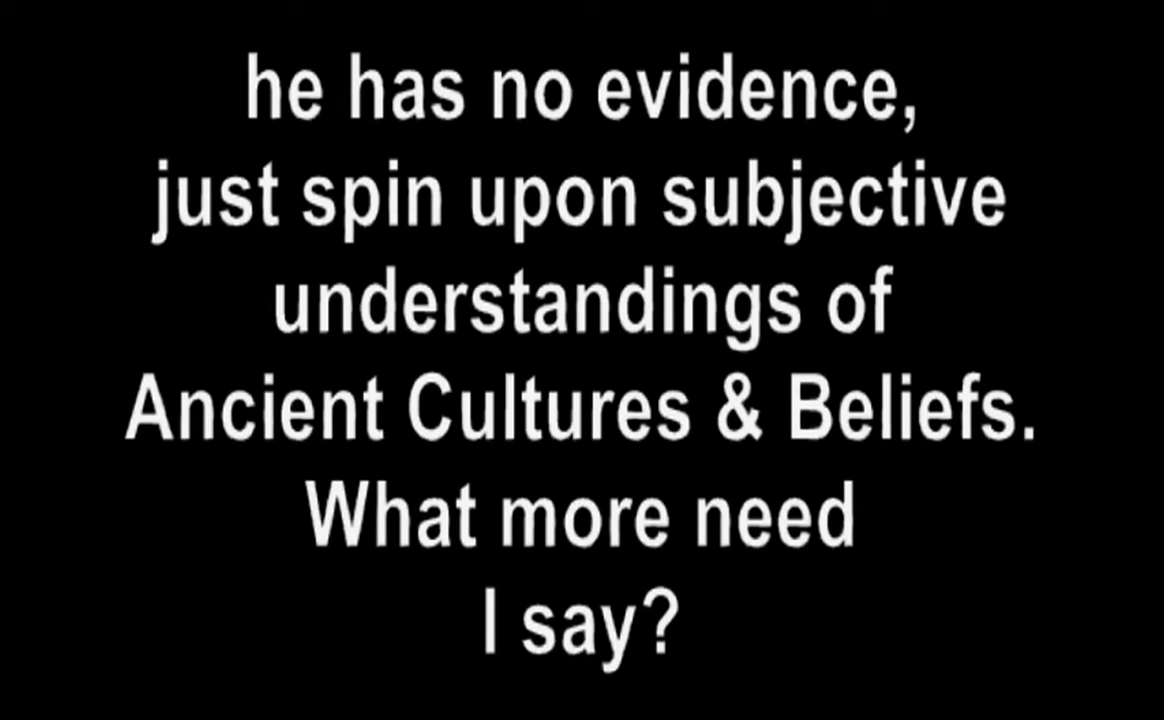 he has no evidence,
just spin upon subjective
understandings of
Ancient Cultures & Beliefs.
What more need
I say?